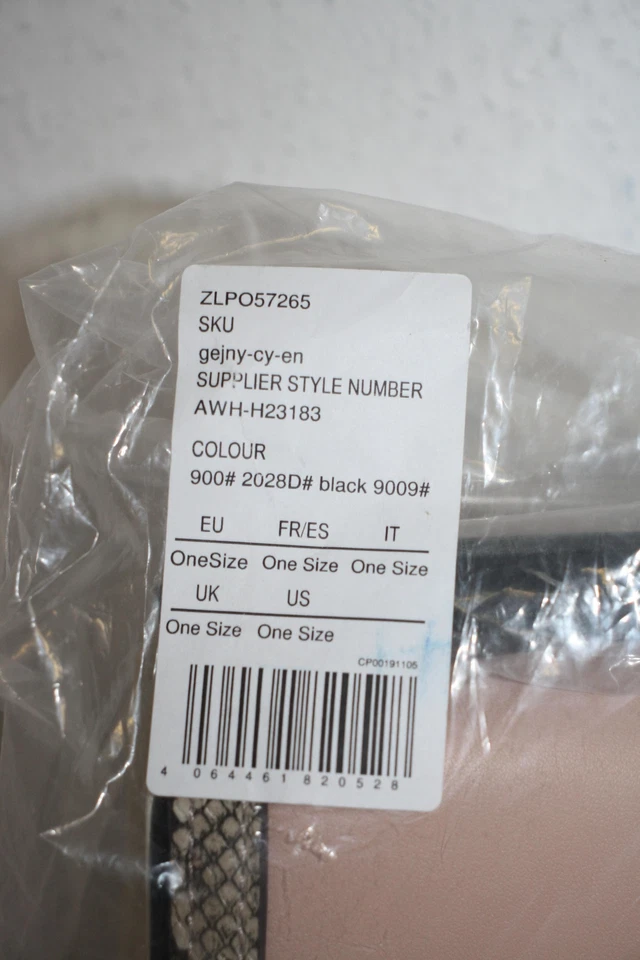 ZLPO57265
SKU
gejny-cy-en
SUPPLIER STYLE NUMBER
AWH-H23183
COLOUR
900# 2028D# black 9009#
EU FR/ES IT
OneSize One Size One Size
UK US
One Size One Size
CP00191105
4 064461 820528